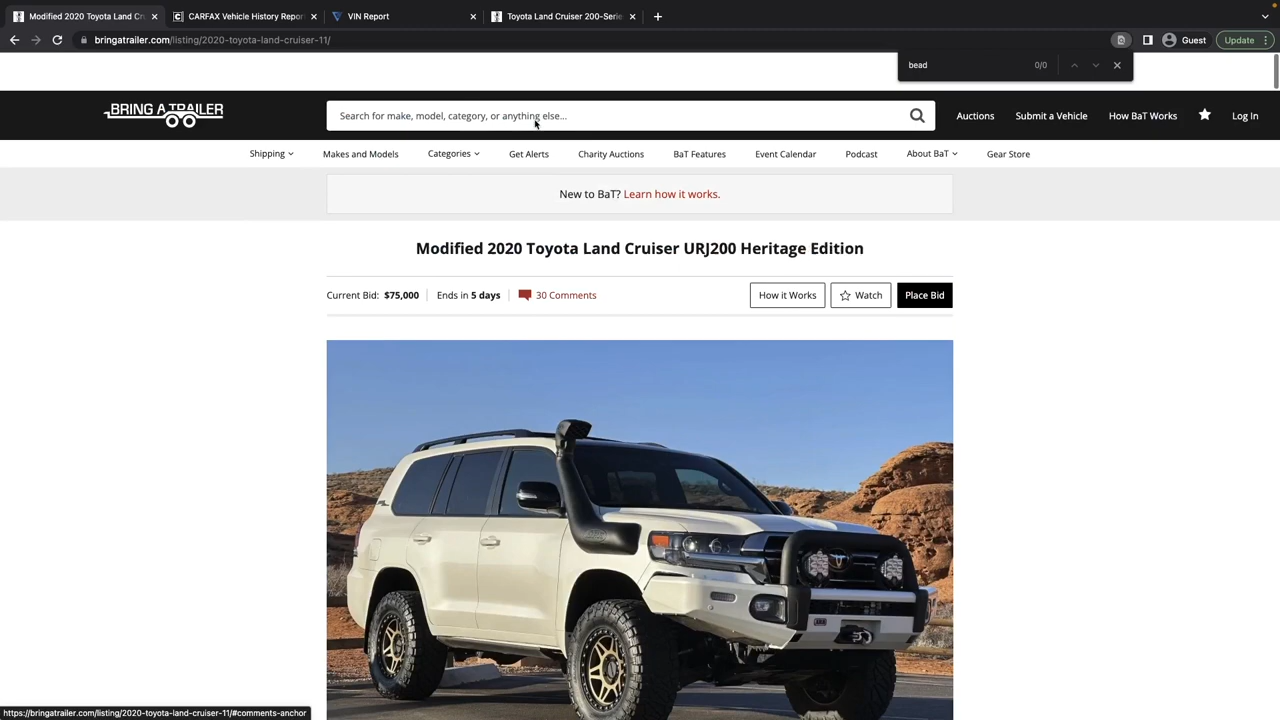 Modified 2020 Toyota Land Cr
CARFAX Vehicle History Repor
VIN Report
Toyota Land Cruiser 200-Serie
bringatrailer.com/listing/2020-toyota-land-cruiser-11/
Guest
Update
bead
0/0
BRING A TRAILER
Search for make, model, category, or anything else...
Auctions
Submit a Vehicle
How BaT Works
Log In
Shipping
Makes and Models
Categories
Get Alerts
Charity Auctions
BaT Features
Event Calendar
Podcast
About BaT
Gear Store
New to BaT? Learn how it works.
Modified 2020 Toyota Land Cruiser URJ200 Heritage Edition
Current Bid: $75,000
Ends in 5 days
30 Comments
How it Works
Watch
Place Bid
ARB
https://bringatrailer.com/listing/2020-toyota-land-cruiser-11/#comments-anchor